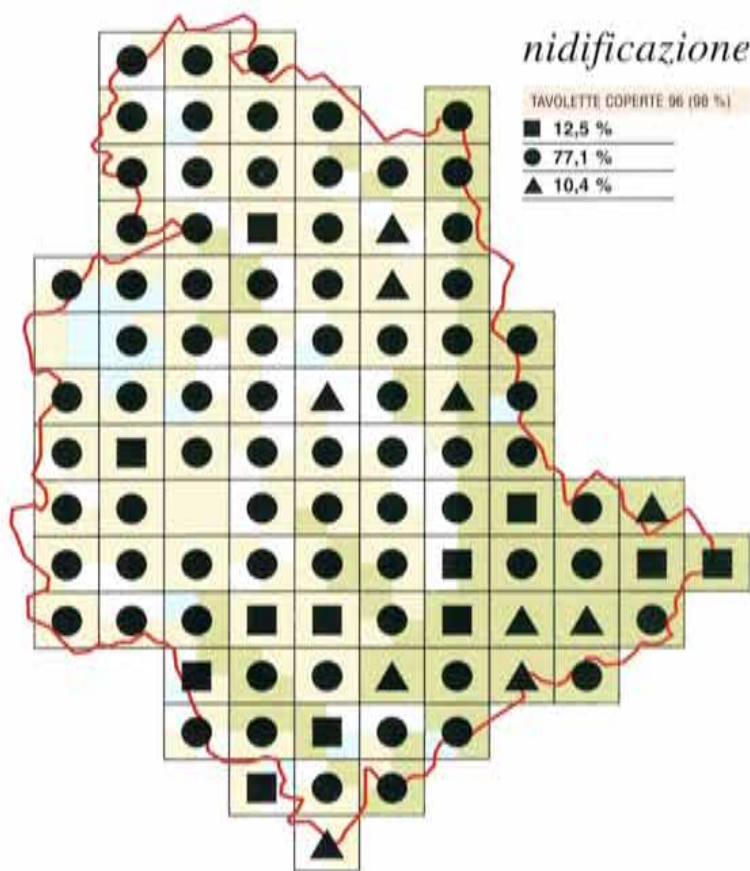 nidificazione
TAVOLETTE COPERTE 96 (98 %)
■ 12,5 %
● 77,1 %
▲ 10,4 %